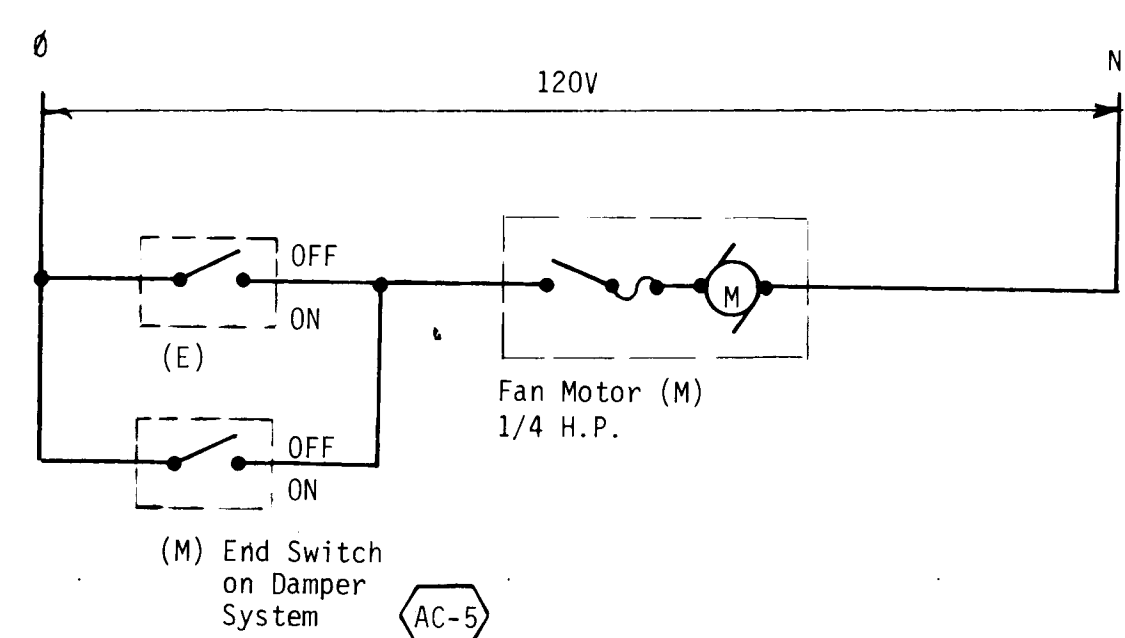 Ø
N
120V
OFF
ON
(E)
OFF
ON
(M) End Switch
on Damper
System
AC-5
M
Fan Motor (M)
1/4 H.P.